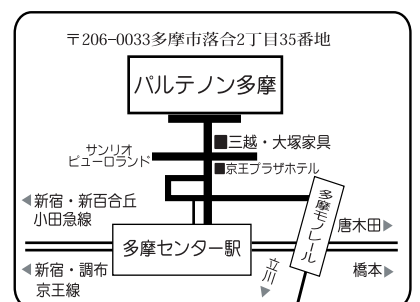 〒206-0033多摩市落合2丁目35番地
パルテノン多摩
■三越・大塚家具
サンリオ
ピューロランド
■京王プラザホテル
◀新宿・新百合丘
小田急線
多摩モノレール
唐木田▶
多摩センター駅
◀新宿・調布
京王線
立川
橋本▶